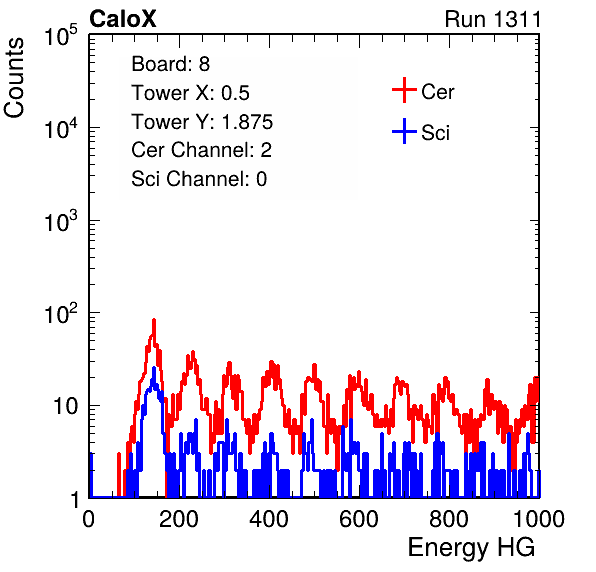 CaloX Run 1311
Counts
Board: 8
Tower X: 0.5
Tower Y: 1.875
Cer Channel: 2
Sci Channel: 0
Cer
Sci
10^5
10^4
10^3
10^2
10
1
0 200 400 600 800 1000
Energy HG